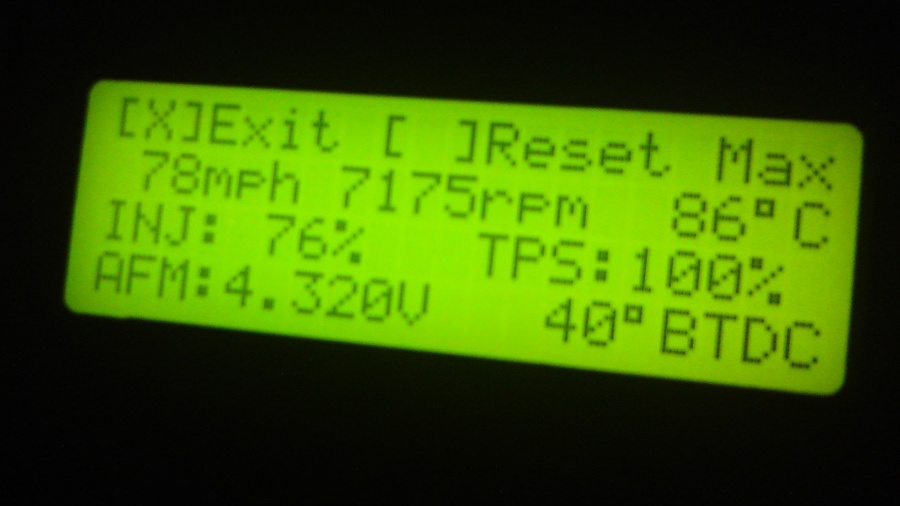 [X]Exit [ ]Reset Max
78mph 7175rpm 86°C
INJ: 76% TPS:100%
AFM:4.320V 40°BTDC